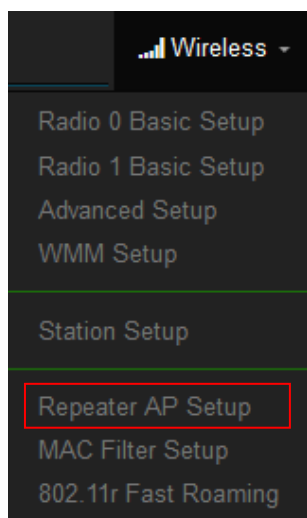 Wireless
Radio 0 Basic Setup
Radio 1 Basic Setup
Advanced Setup
WMM Setup
Station Setup
Repeater AP Setup
MAC Filter Setup
802.11r Fast Roaming